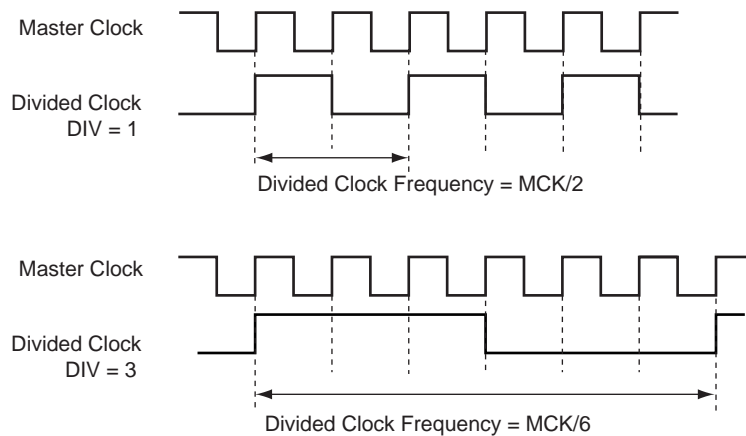 Master Clock
Divided Clock
DIV = 1
Divided Clock Frequency = MCK/2
Master Clock
Divided Clock
DIV = 3
Divided Clock Frequency = MCK/6